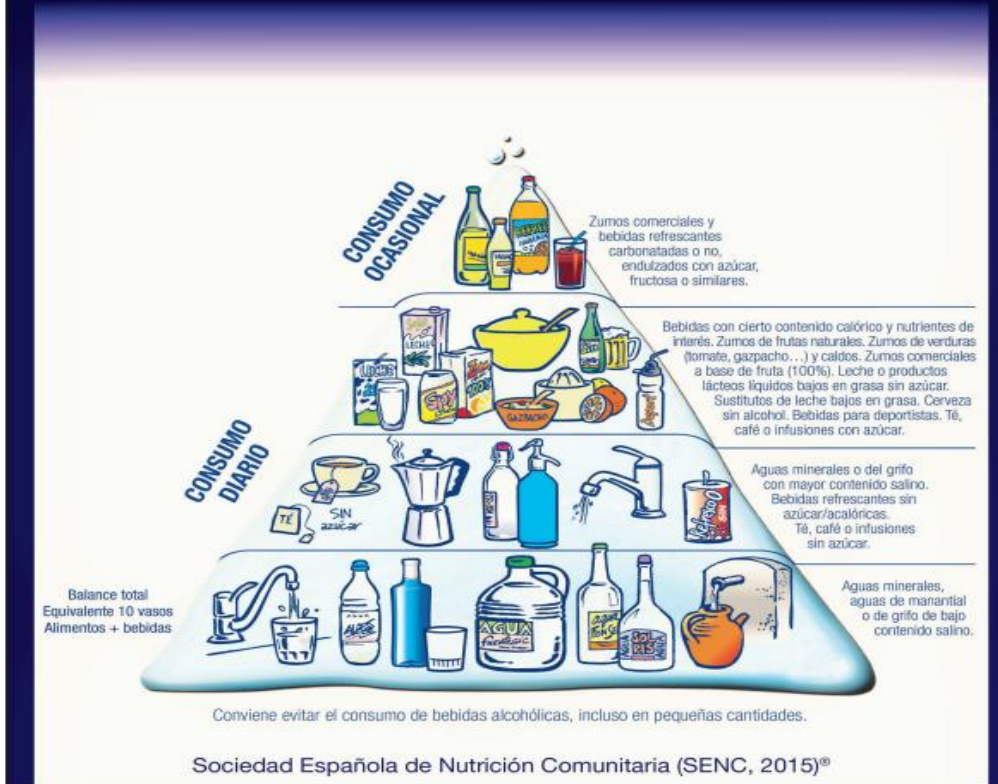 CONSUMO
OCASIONAL
Zumos comerciales y
bebidas refrescantes
carbonatadas o no,
endulzados con azúcar,
fructosa o similares.
Bebidas con cierto contenido calórico y nutrientes de
interés. Zumos de frutas naturales. Zumos de verduras
(tomate, gazpacho…) y caldos. Zumos comerciales
a base de fruta (100%). Leche o productos
lácteos líquidos bajos en grasa sin azúcar.
Sustitutos de leche bajos en grasa. Cerveza
sin alcohol. Bebidas para deportistas. Té,
café o infusiones con azúcar.
LECHE
LECHE
100%
GAZPACHO
CONSUMO
DIARIO
TÉ
SIN
azúcar
Refresco
SIN
Aguas minerales o del grifo
con mayor contenido salino.
Bebidas refrescantes sin
azúcar/acalóricas.
Té, café o infusiones
sin azúcar.
Balance total
Equivalente 10 vasos
Alimentos + bebidas
AGUA
Aguas minerales,
aguas de manantial
o de grifo de bajo
contenido salino.
Conviene evitar el consumo de bebidas alcohólicas, incluso en pequeñas cantidades.
Sociedad Española de Nutrición Comunitaria (SENC, 2015)®